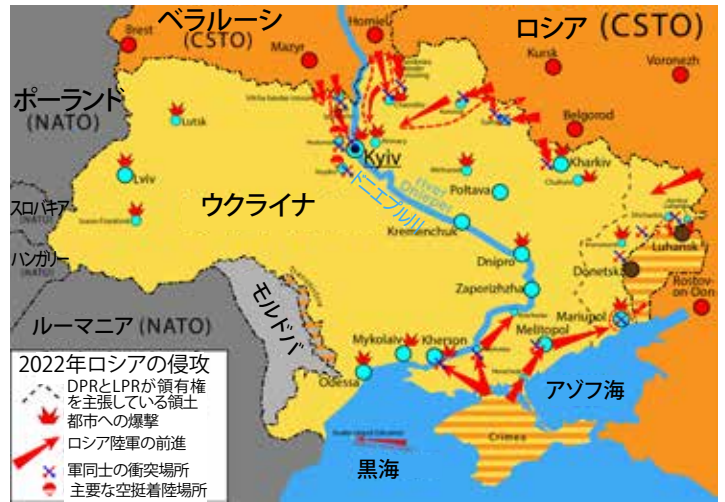 ベラルーシ
(CSTO)
ロシア (CSTO)
Brest
Mazyr
Homiel
Kursk
Voronezh
Belgorod
ポーランド
(NATO)
Lutsk
Lviv
Kyiv
Kharkiv
ウクライナ
River Dnieper
ドニエプル川
Poltava
Kremenchuk
スロバキア
(NATO)
ハンガリー
(NATO)
Dnipro
Luhansk
Donetsk
Zaporizhzha
Rostov-
on-Don
モルドバ
ルーマニア (NATO)
Mariupol
Melitopol
Mykolaiv
Kherson
Odessa
アゾフ海
Crimea
黒海
2022年ロシアの侵攻
DPRとLPRが領有権
を主張している領土
都市への爆撃
ロシア陸軍の前進
軍同士の衝突場所
主要な空挺着陸場所